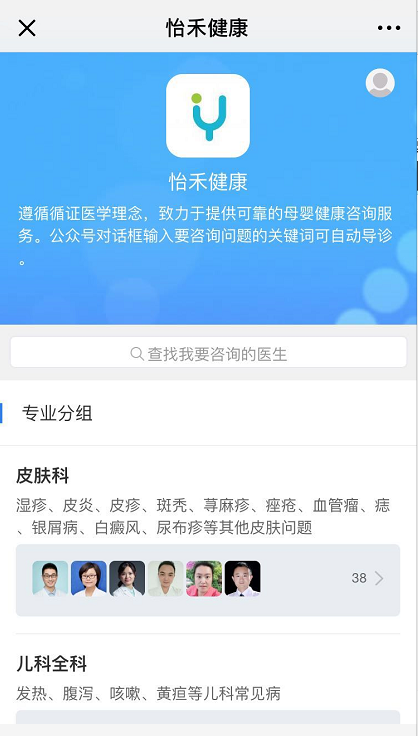 怡禾健康
怡禾健康
遵循循证医学理念，致力于提供可靠的母婴健康咨询服
务。公众号对话框输入要咨询问题的关键词可自动导诊
。
查找我要咨询的医生
专业分组
皮肤科
湿疹、皮炎、皮疹、斑秃、荨麻疹、痤疮、血管瘤、痣
、银屑病、白癜风、尿布疹等其他皮肤问题
38
儿科全科
发热、腹泻、咳嗽、黄疸等儿科常见病